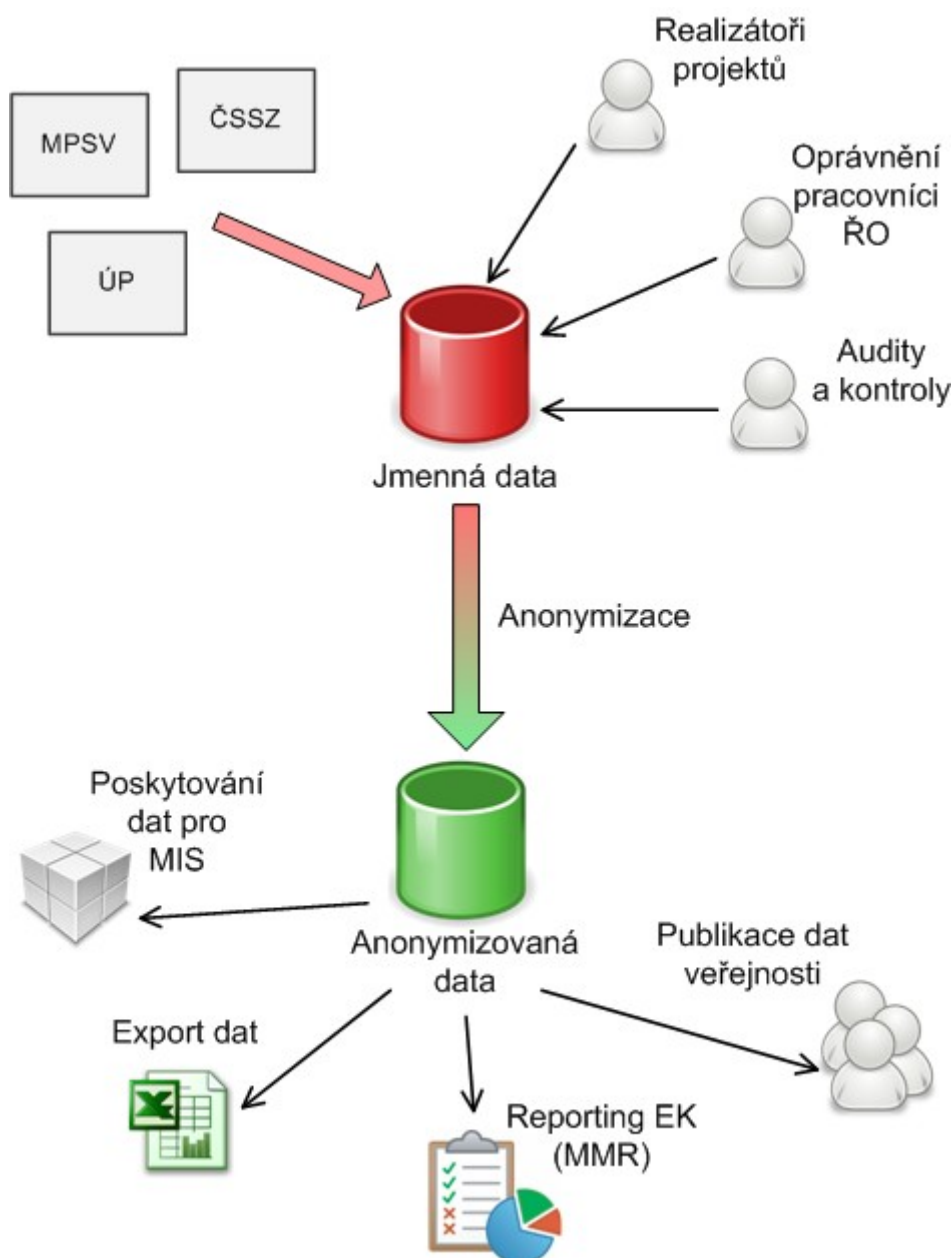 Realizátoři
projektů
MPSV
ČSSZ
ÚP
Oprávnění
pracovníci
ŘO
Audity
a kontroly
Jmenná data
Anonymizace
Poskytování
dat pro
MIS
Anonymizovaná
data
Publikace dat
veřejnosti
Export dat
Reporting EK
(MMR)